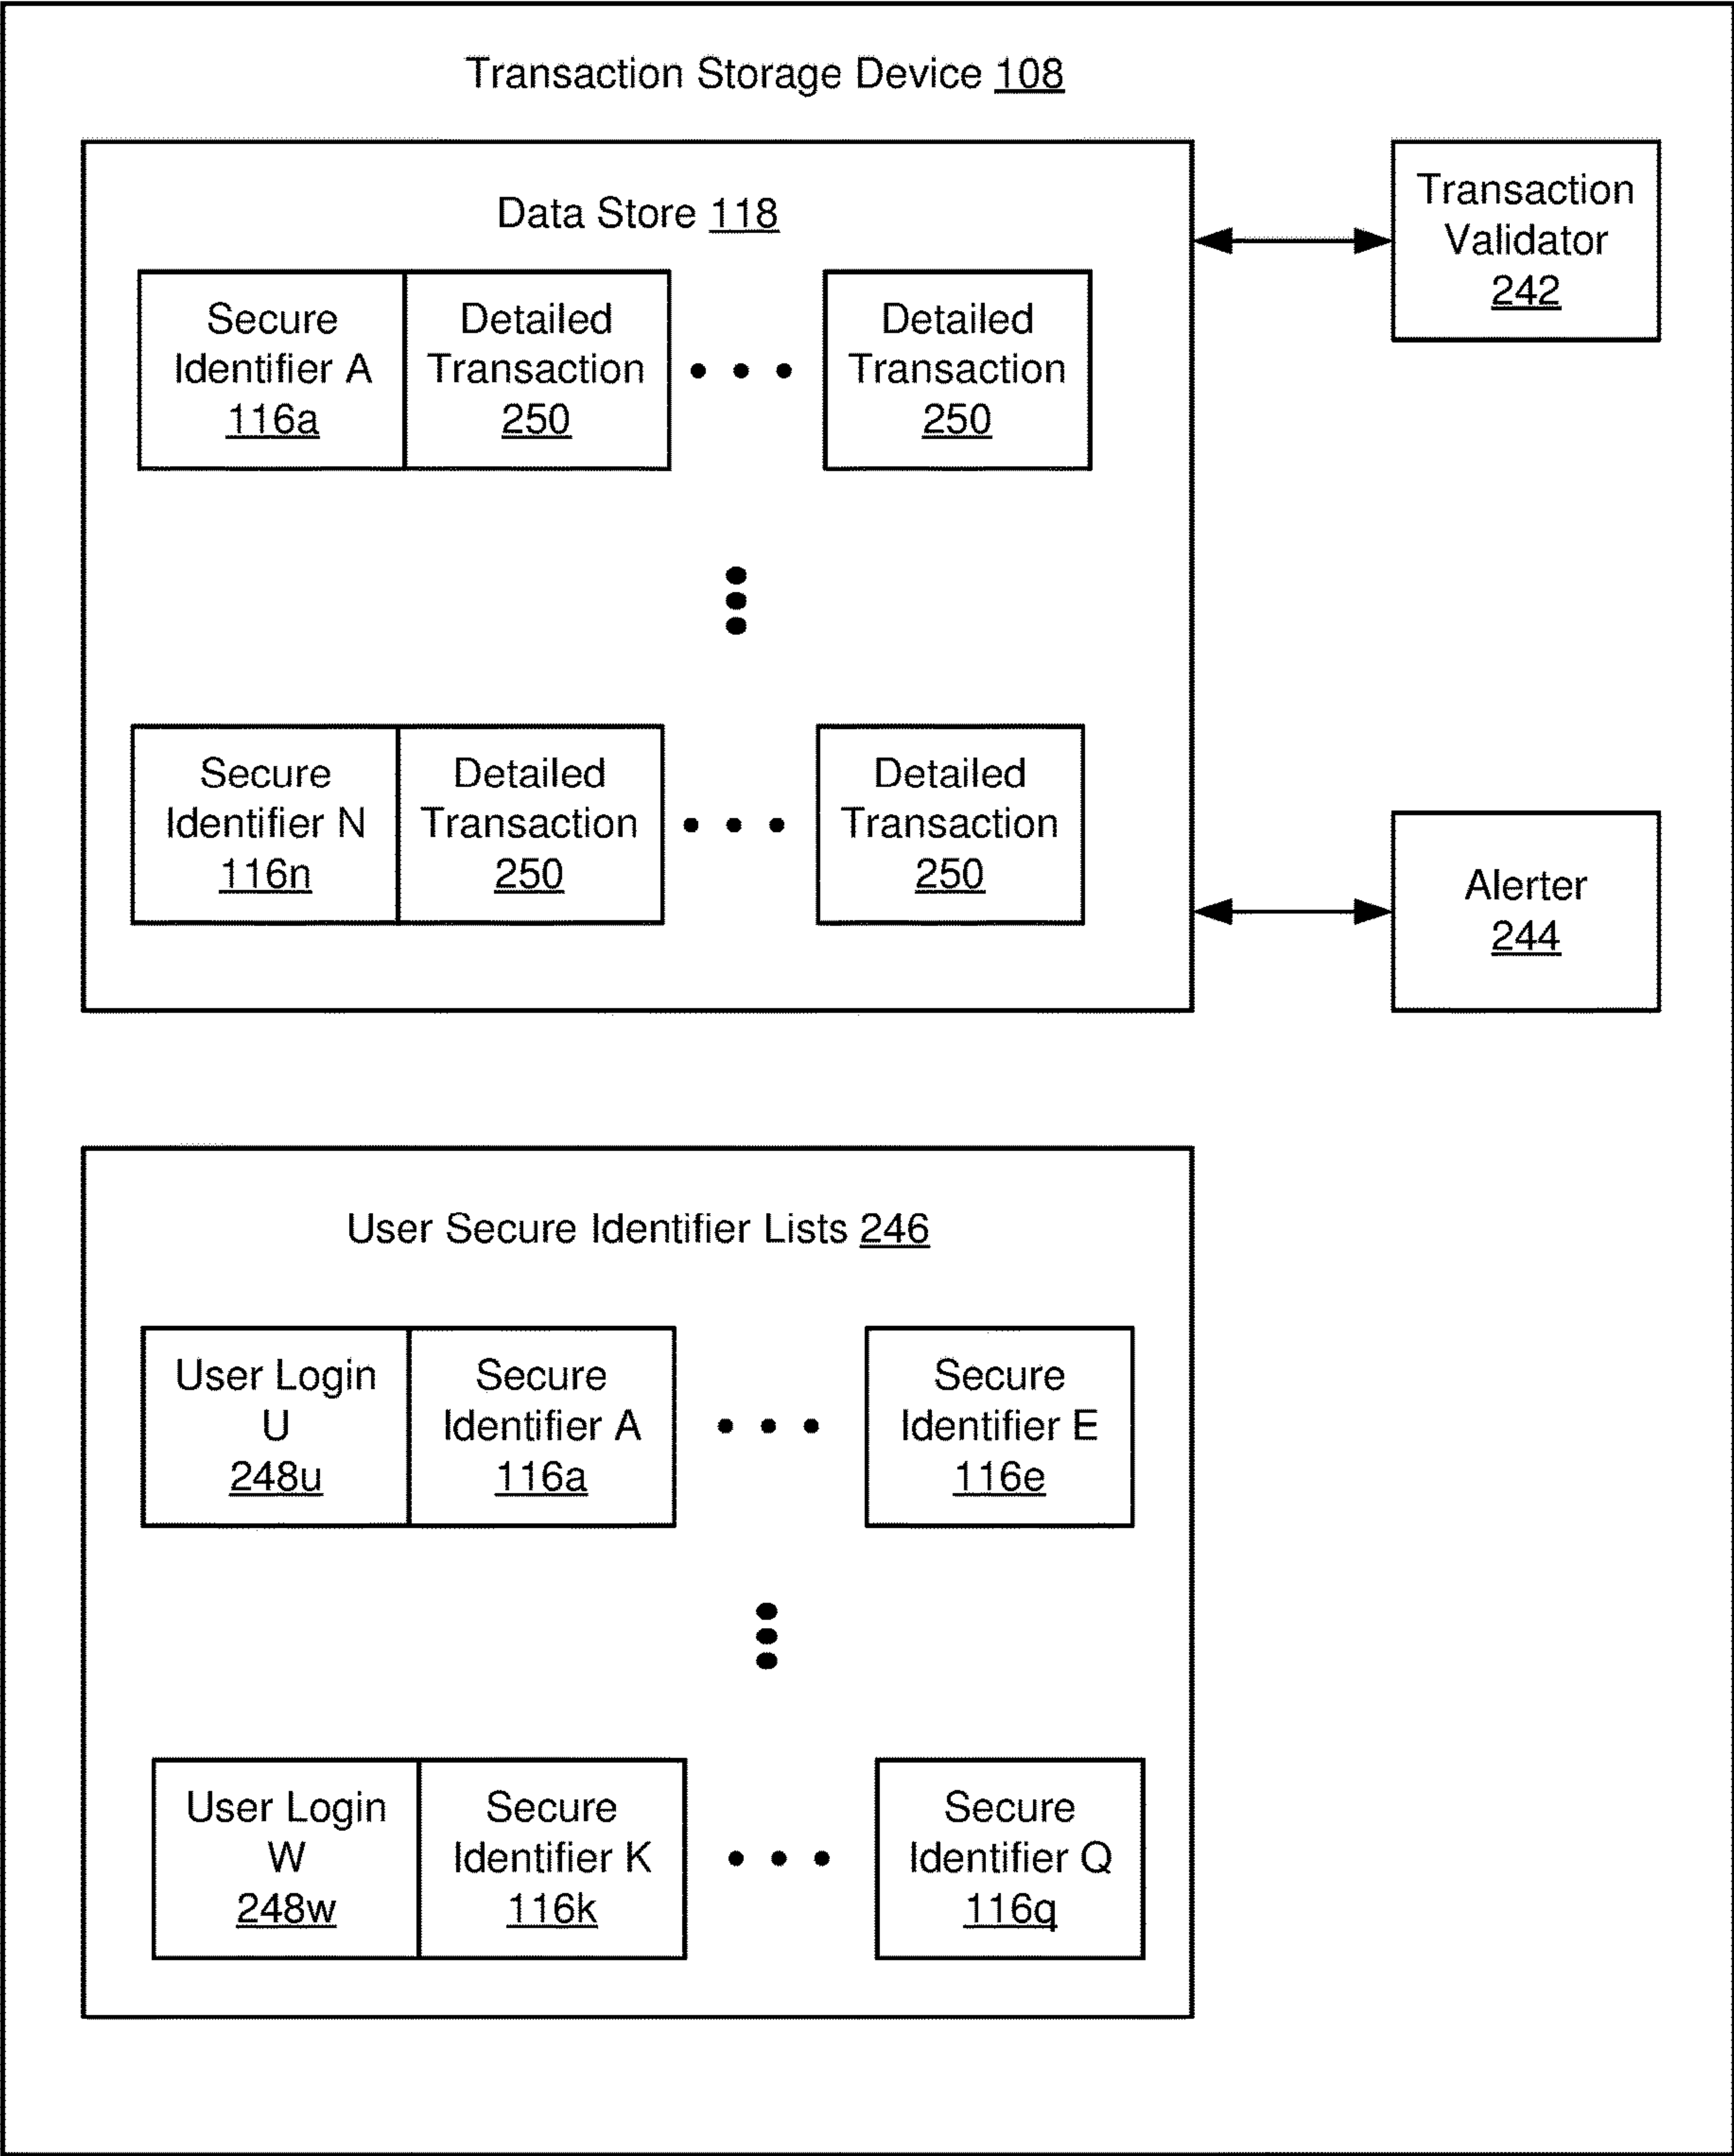 Transaction Storage Device 108
Data Store 118
Secure
Identifier A
116a
Detailed
Transaction
250
Detailed
Transaction
250
Transaction
Validator
242
Secure
Identifier N
116n
Detailed
Transaction
250
Detailed
Transaction
250
Alerter
244
User Secure Identifier Lists 246
User Login
U
248u
Secure
Identifier A
116a
Secure
Identifier E
116e
User Login
W
248w
Secure
Identifier K
116k
Secure
Identifier Q
116q